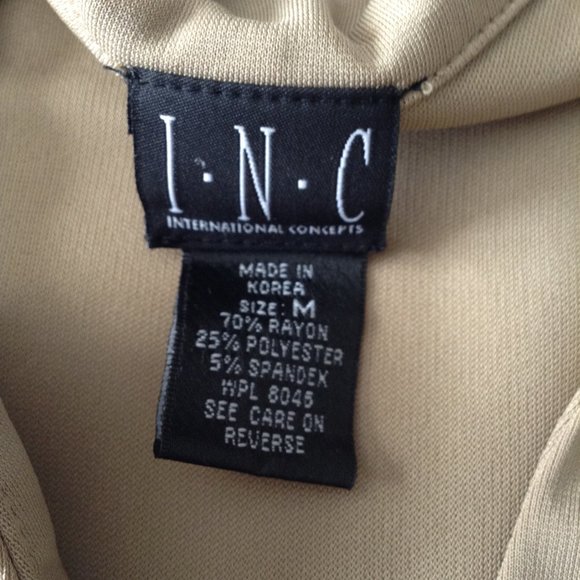 I·N·C
INTERNATIONAL CONCEPTS
MADE IN
KOREA
SIZE: M
70% RAYON
25% POLYESTER
5% SPANDEX
WPL 8045
SEE CARE ON
REVERSE